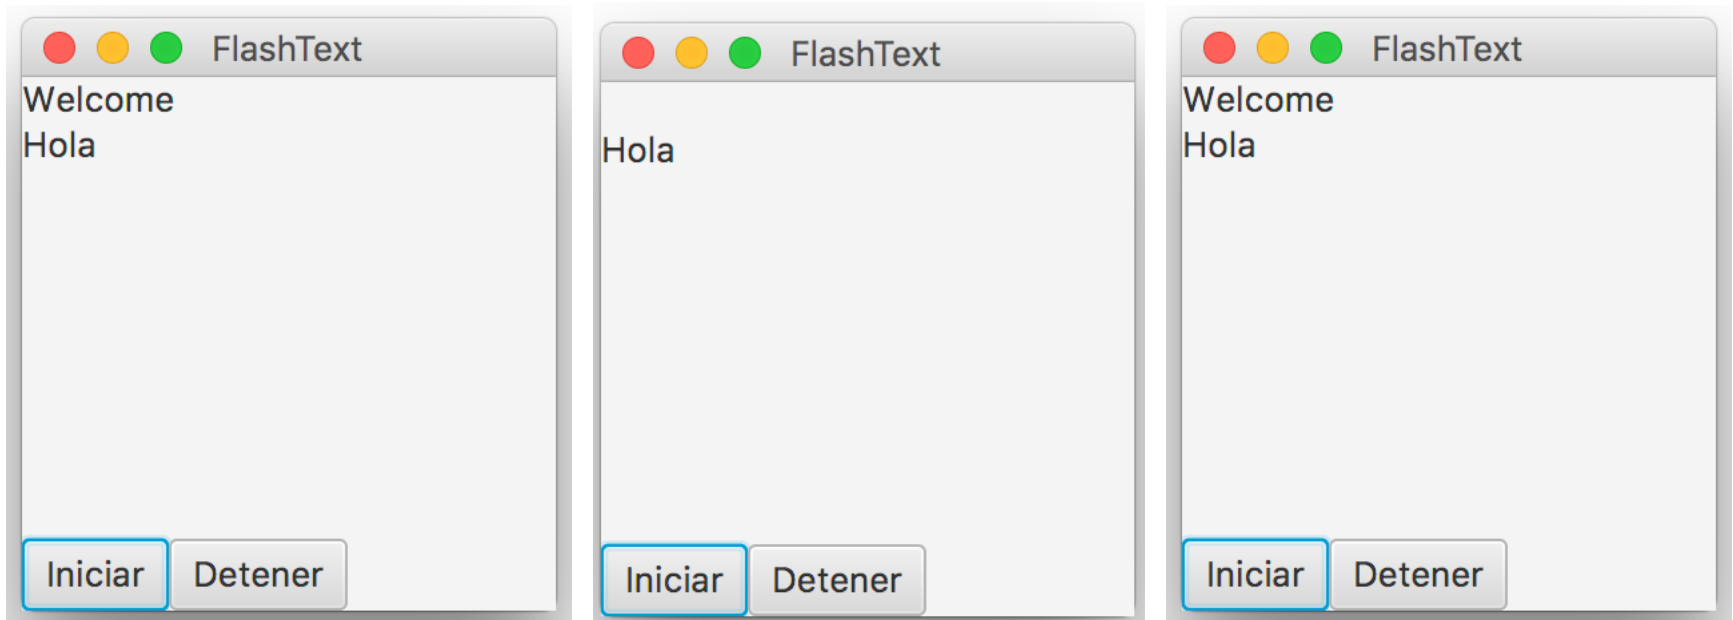 FlashText
Welcome
Hola
Iniciar Detener
FlashText
Hola
Iniciar Detener
FlashText
Welcome
Hola
Iniciar Detener